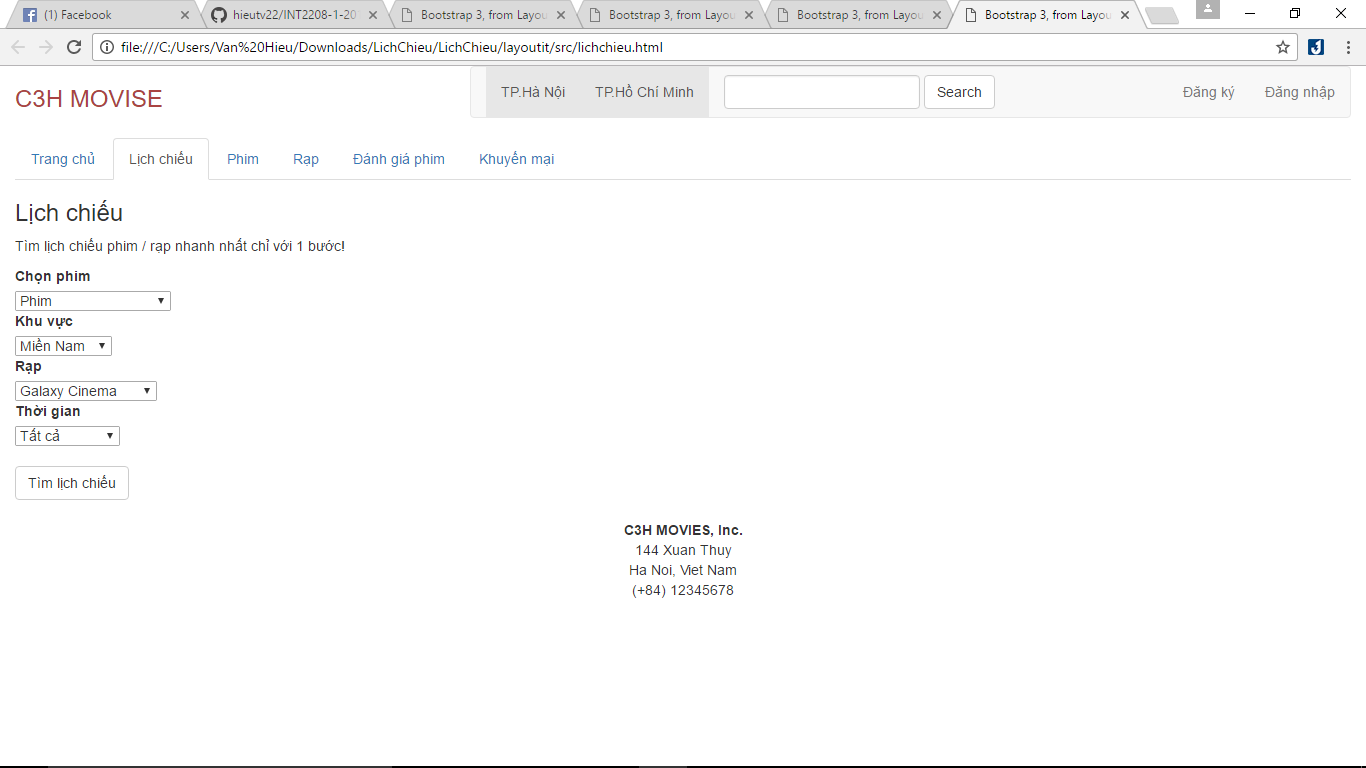 (1) Facebook
hieutv22/INT2208-1-20
Bootstrap 3, from Layou
Bootstrap 3, from Layou
Bootstrap 3, from Layou
Bootstrap 3, from Layou
file:///C:/Users/Van%20Hieu/Downloads/LichChieu/LichChieu/layoutit/src/lichchieu.html
C3H MOVISE
TP.Hà Nội
TP.Hồ Chí Minh
Search
Đăng ký
Đăng nhập
Trang chủ
Lịch chiếu
Phim
Rạp
Đánh giá phim
Khuyến mại
Lịch chiếu
Tìm lịch chiếu phim / rạp nhanh nhất chỉ với 1 bước!
Chọn phim
Phim
Khu vực
Miền Nam
Rạp
Galaxy Cinema
Thời gian
Tất cả
Tìm lịch chiếu
C3H MOVIES, Inc.
144 Xuan Thuy
Ha Noi, Viet Nam
(+84) 12345678